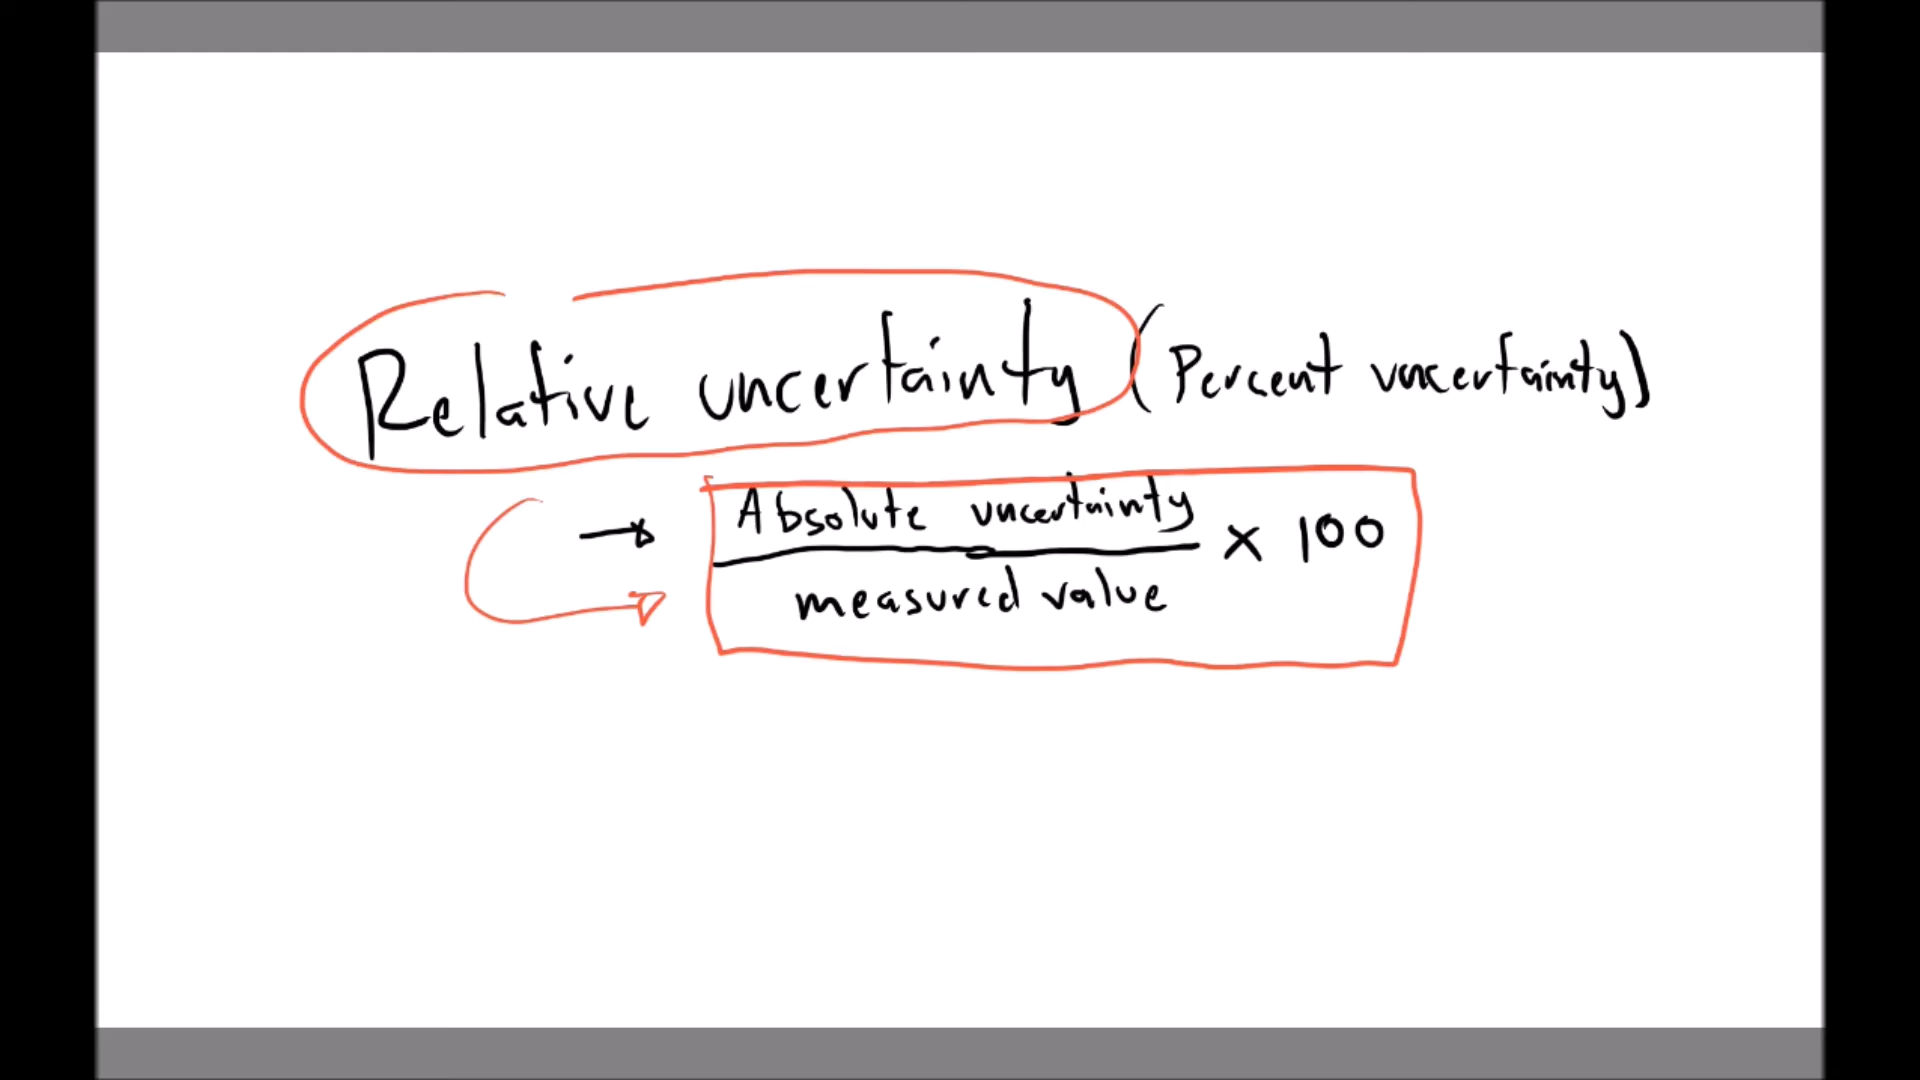 Relative uncertainty (Percent uncertainty)
→ Absolute uncertainty × 100
measured value